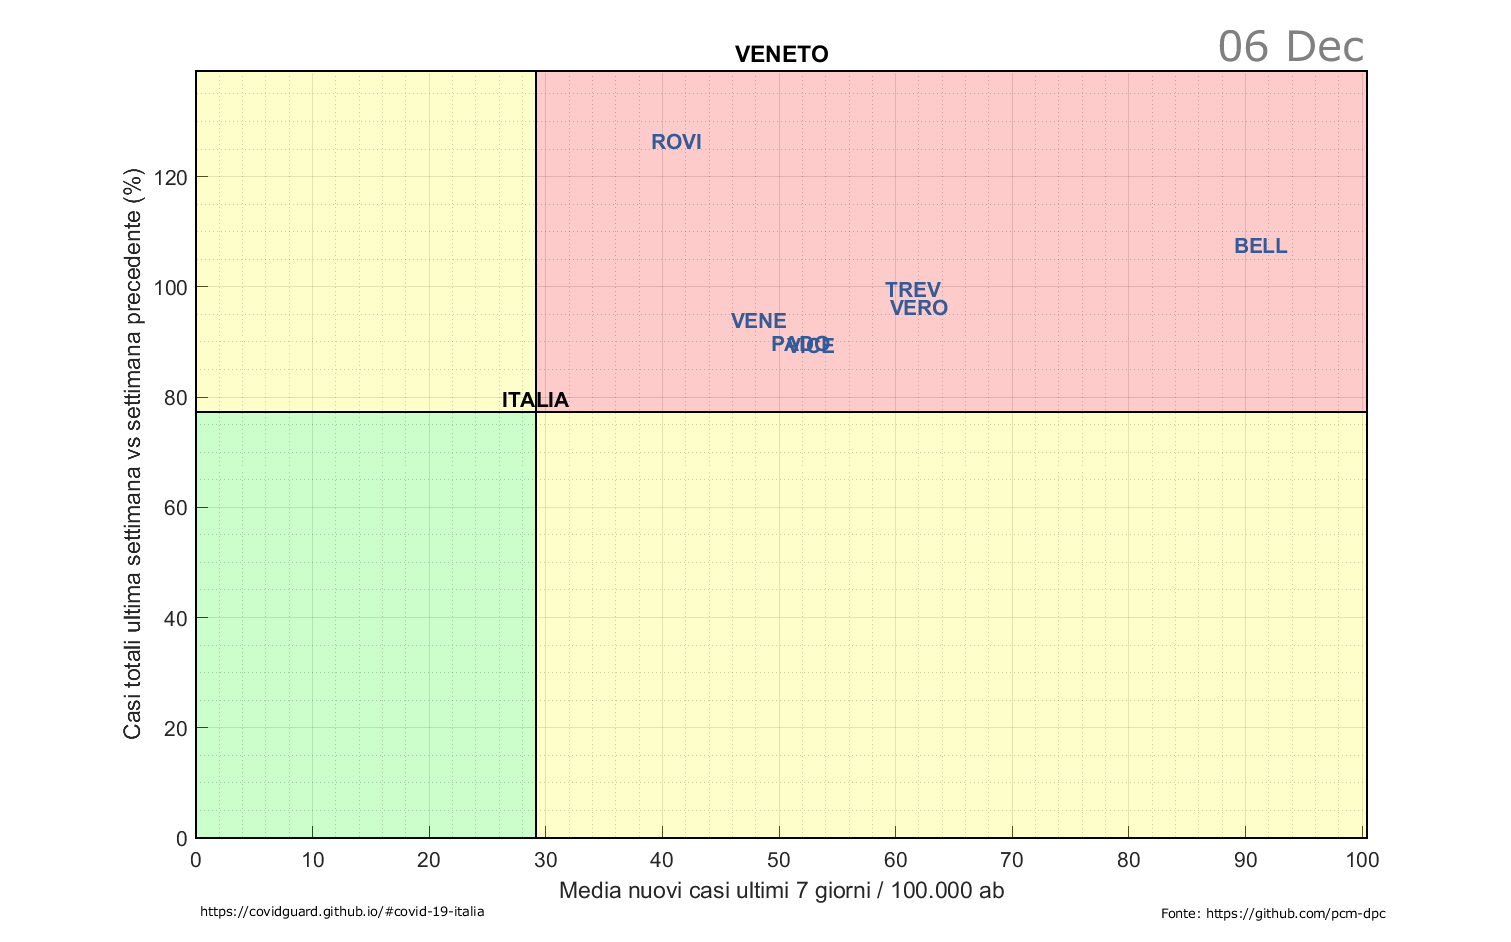 06 Dec
VENETO
Casi totali ultima settimana vs settimana precedente (%)
120
100
80
60
40
20
0
ROVI
BELL
TREV
VERO
VENE
PADO
VICE
ITALIA
0 10 20 30 40 50 60 70 80 90 100
Media nuovi casi ultimi 7 giorni / 100.000 ab
https://covidguard.github.io/#covid-19-italia
Fonte: https://github.com/pcm-dpc